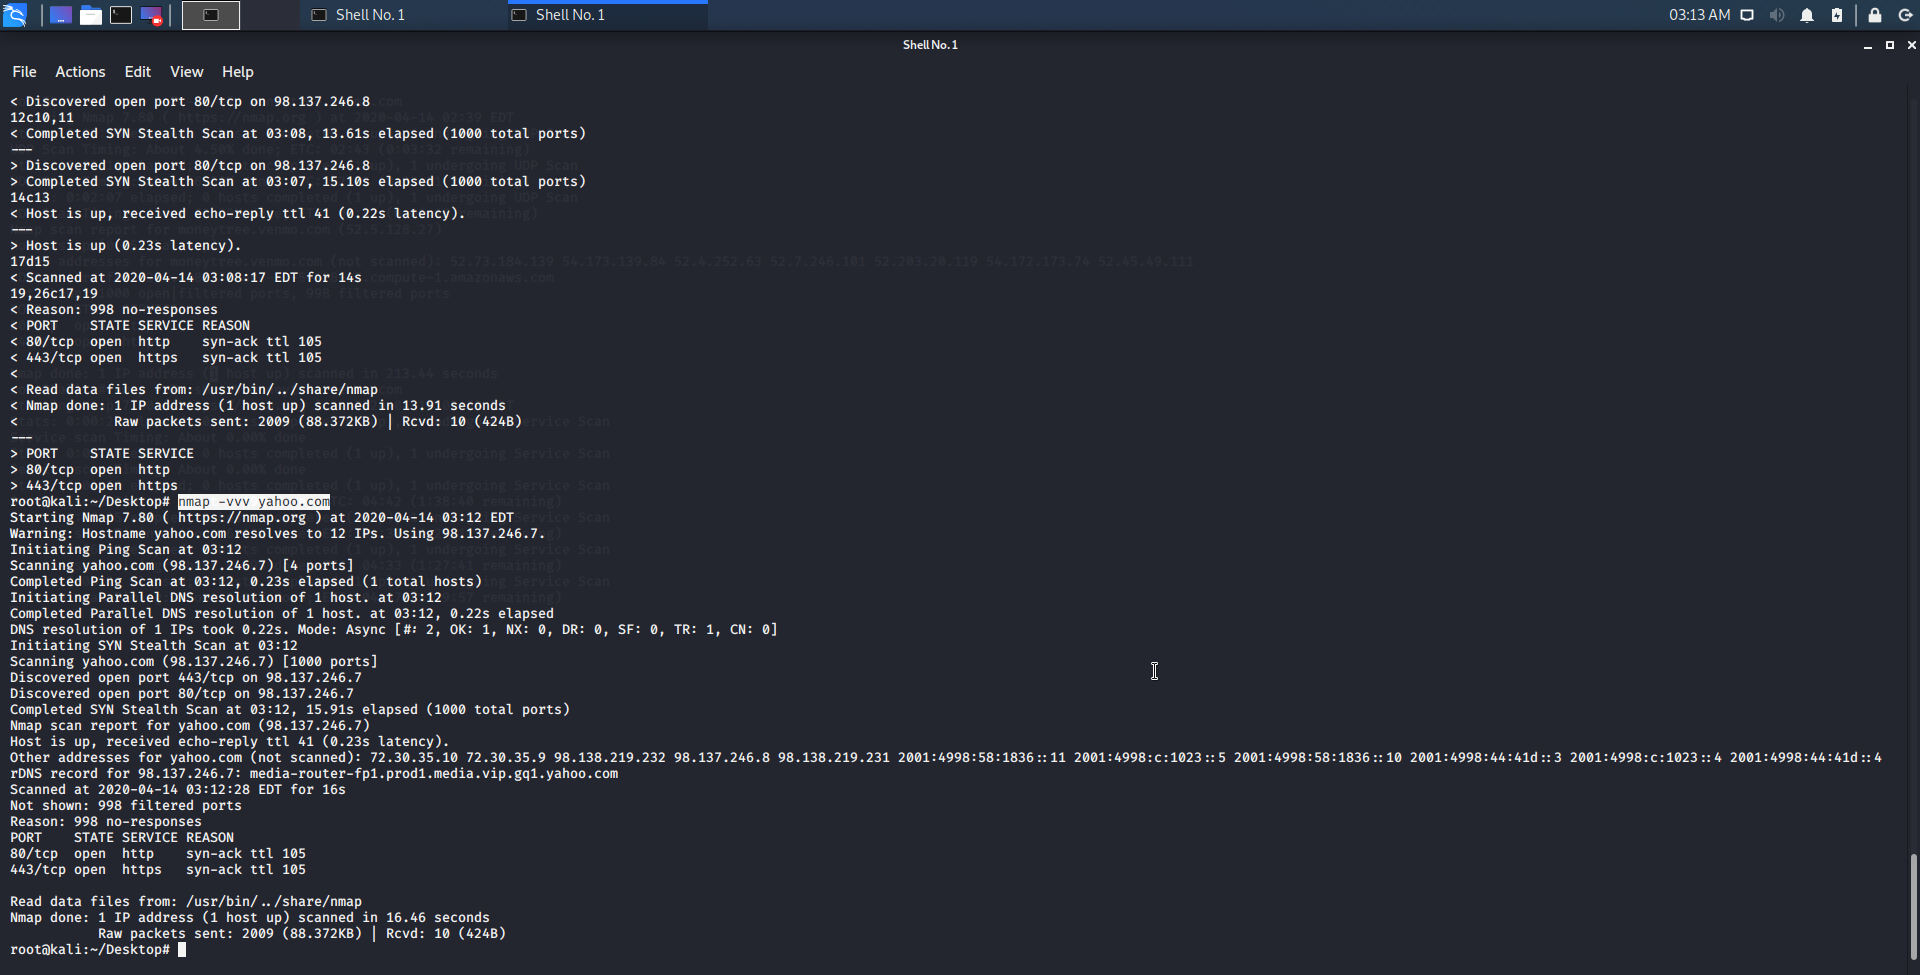 Shell No. 1
Shell No. 1
03:13 AM
Shell No. 1
File Actions Edit View Help
< Discovered open port 80/tcp on 98.137.246.8
12c10,11
< Completed SYN Stealth Scan at 03:08, 13.61s elapsed (1000 total ports)
---
> Discovered open port 80/tcp on 98.137.246.8
> Completed SYN Stealth Scan at 03:07, 15.10s elapsed (1000 total ports)
14c13
< Host is up, received echo-reply ttl 41 (0.22s latency).
---
> Host is up (0.23s latency).
17d15
< Scanned at 2020-04-14 03:08:17 EDT for 14s
19,26c17,19
< Reason: 998 no-responses
< PORT    STATE SERVICE REASON
< 80/tcp  open  http    syn-ack ttl 105
< 443/tcp open  https   syn-ack ttl 105
<
< Read data files from: /usr/bin/../share/nmap
< Nmap done: 1 IP address (1 host up) scanned in 13.91 seconds
<            Raw packets sent: 2009 (88.372KB) | Rcvd: 10 (424B)
---
> PORT    STATE SERVICE
> 80/tcp  open  http
> 443/tcp open  https
root@kali:~/Desktop# nmap -vvv yahoo.com
Starting Nmap 7.80 ( https://nmap.org ) at 2020-04-14 03:12 EDT
Warning: Hostname yahoo.com resolves to 12 IPs. Using 98.137.246.7.
Initiating Ping Scan at 03:12
Scanning yahoo.com (98.137.246.7) [4 ports]
Completed Ping Scan at 03:12, 0.23s elapsed (1 total hosts)
Initiating Parallel DNS resolution of 1 host. at 03:12
Completed Parallel DNS resolution of 1 host. at 03:12, 0.22s elapsed
DNS resolution of 1 IPs took 0.22s. Mode: Async [#: 2, OK: 1, NX: 0, DR: 0, SF: 0, TR: 1, CN: 0]
Initiating SYN Stealth Scan at 03:12
Scanning yahoo.com (98.137.246.7) [1000 ports]
Discovered open port 443/tcp on 98.137.246.7
Discovered open port 80/tcp on 98.137.246.7
Completed SYN Stealth Scan at 03:12, 15.91s elapsed (1000 total ports)
Nmap scan report for yahoo.com (98.137.246.7)
Host is up, received echo-reply ttl 41 (0.23s latency).
Other addresses for yahoo.com (not scanned): 72.30.35.10 72.30.35.9 98.138.219.232 98.137.246.8 98.138.219.231 2001:4998:58:1836::11 2001:4998:c:1023::5 2001:4998:58:1836::10 2001:4998:44:41d::3 2001:4998:c:1023::4 2001:4998:44:41d::4
rDNS record for 98.137.246.7: media-router-fp1.prod1.media.vip.gq1.yahoo.com
Scanned at 2020-04-14 03:12:28 EDT for 16s
Not shown: 998 filtered ports
Reason: 998 no-responses
PORT    STATE SERVICE REASON
80/tcp  open  http    syn-ack ttl 105
443/tcp open  https   syn-ack ttl 105
Read data files from: /usr/bin/../share/nmap
Nmap done: 1 IP address (1 host up) scanned in 16.46 seconds
           Raw packets sent: 2009 (88.372KB) | Rcvd: 10 (424B)
root@kali:~/Desktop#